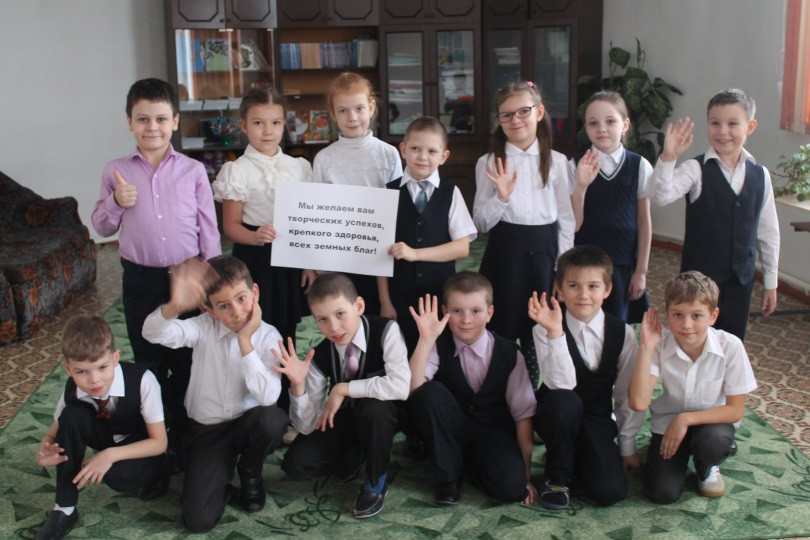 Мы желаем вам
творческих успехов,
крепкого здоровья,
всех земных благ!